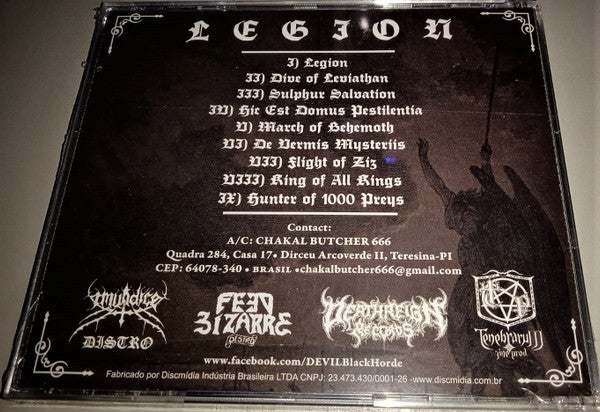 LEGION
I) Legion
II) Dive of Leviathan
III) Sulphur Salvation
IV) Hic Est Domus Pestilentia
V) March of Behemoth
VI) De Vermis Mysteriis
VII) Flight of Ziz
VIII) King of All Kings
IX) Hunter of 1000 Preys
Contact:
A/C: CHAKAL BUTCHER 666
Quadra 284, Casa 17• Dirceu Arcoverde II, Teresina-PI
CEP: 64078-340 • BRASIL •chakalbutcher666@gmail.com
Imundice
DISTRO
FEED
BIZARRE
DEATHREIGN
RECORDS
www.facebook.com/DEVILBlackHorde
Fabricado por Discmídia Indústria Brasileira LTDA CNPJ: 23.473.430/0001-26 -www.discmidia.com.br